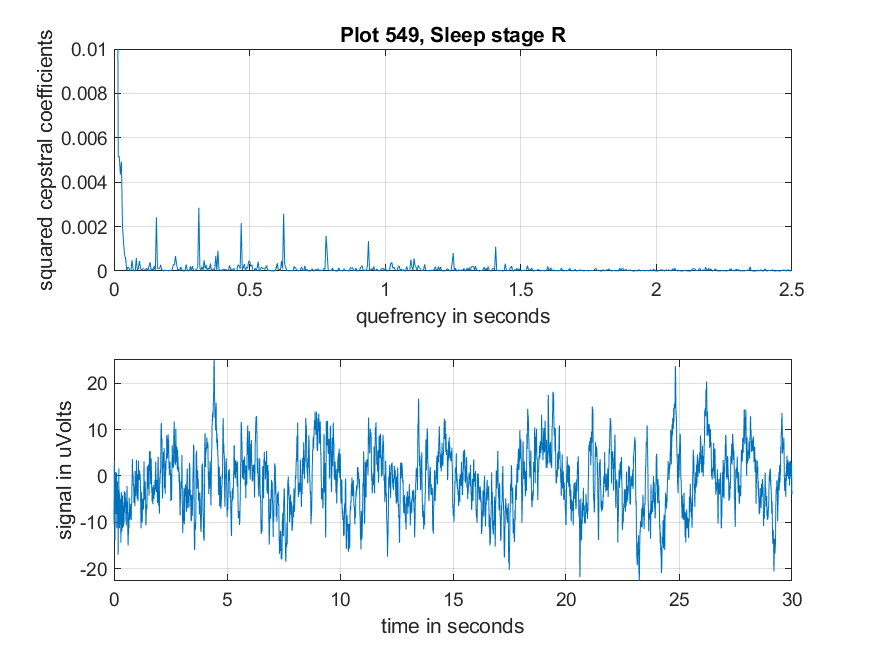 Plot 549, Sleep stage R
squared cepstral coefficients
0.01
0.008
0.006
0.004
0.002
0
0 0.5 1 1.5 2 2.5
quefrency in seconds
signal in uVolts
20
10
0
-10
-20
0 5 10 15 20 25 30
time in seconds